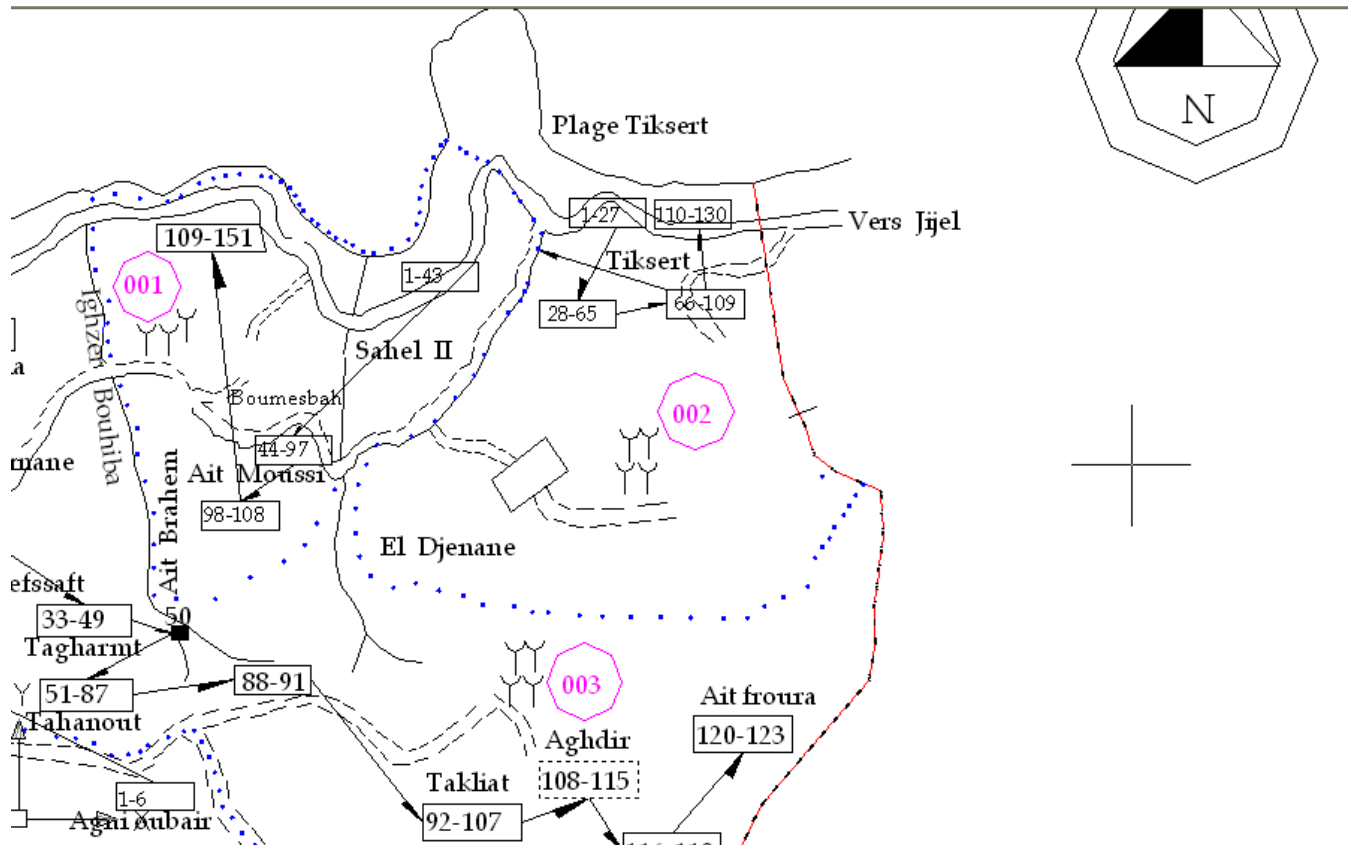 N
Plage Tiksert
1-27
110-130
Vers Jijel
109-151
Tiksert
001
1-43
28-65
66-109
Ighzer Bouhiba
Sahel II
Boumesbah
002
44-97
Ait Moussi
98-108
Ait Brahem
El Djenane
33-49
50
Tagharmt
51-87
88-91
003
Ait froura
Tahanout
120-123
Aghdir
108-115
Takliat
1-6
92-107
Agni oubair
X